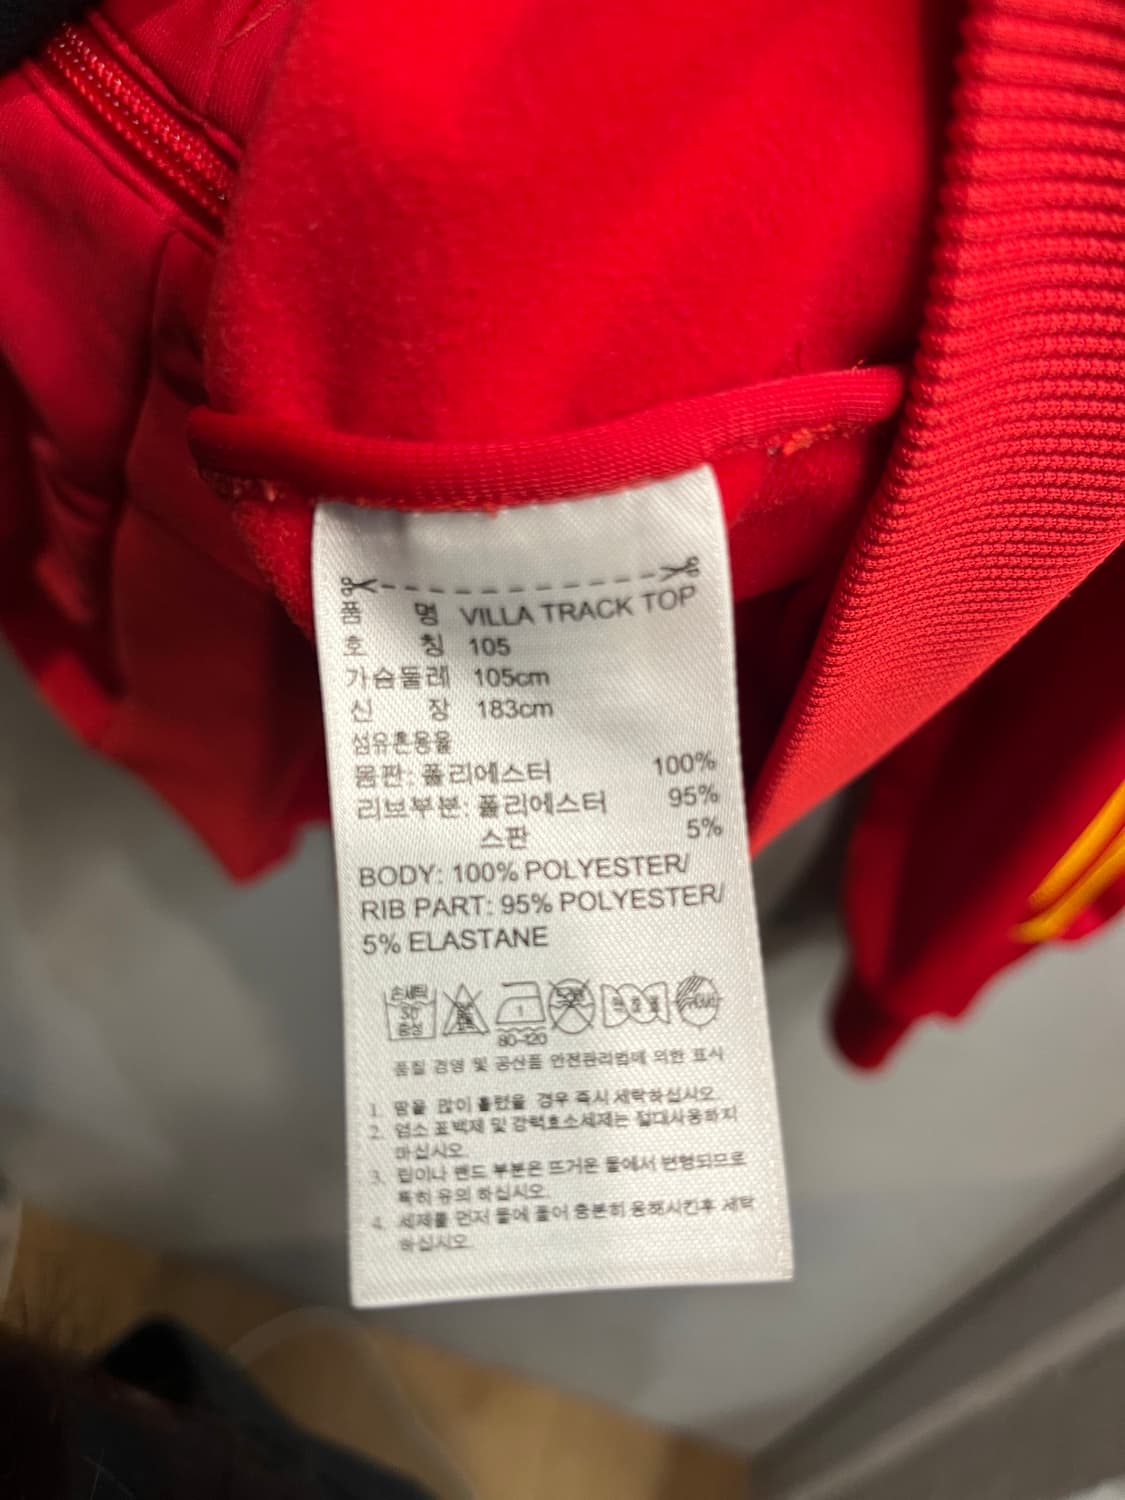 품 명 VILLA TRACK TOP
호 칭 105
가슴둘레 105cm
신 장 183cm
섬유혼용율
몸판: 폴리에스터 100%
리브부분: 폴리에스터 95%
스판 5%
BODY: 100% POLYESTER/
RIB PART: 95% POLYESTER/
5% ELASTANE
손세탁
30
중성
80~120
품질 경영 및 공산품 안전관리법에 의한 표시
1. 땀을 많이 흘렸을 경우 즉시 세탁하십시오.
2. 염소 표백제 및 강력효소세제는 절대사용하지
마십시오.
3. 립이나 밴드 부분은 뜨거운 물에서 변형되므로
특히 유의 하십시오.
4. 세제를 먼저 물에 풀어 충분히 용해시킨후 세탁
하십시오.